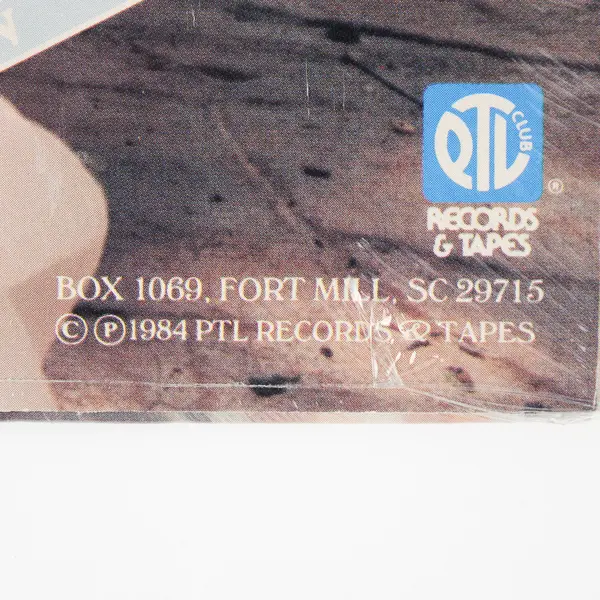 PTL CLUB ®
RECORDS
& TAPES
BOX 1069, FORT MILL, SC 29715
© ℗ 1984 PTL RECORDS & TAPES